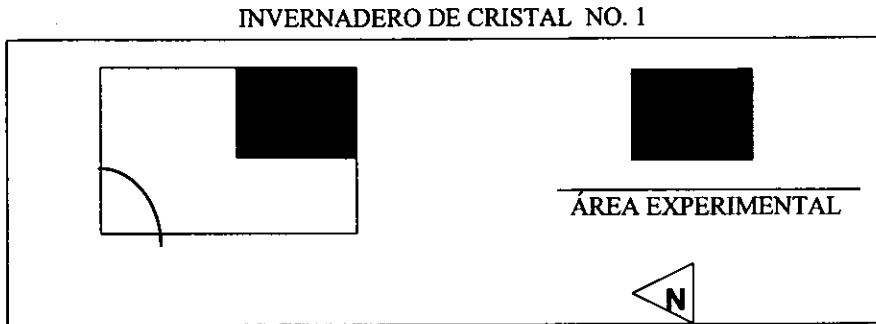 INVERNADERO DE CRISTAL NO. 1
ÁREA EXPERIMENTAL
N